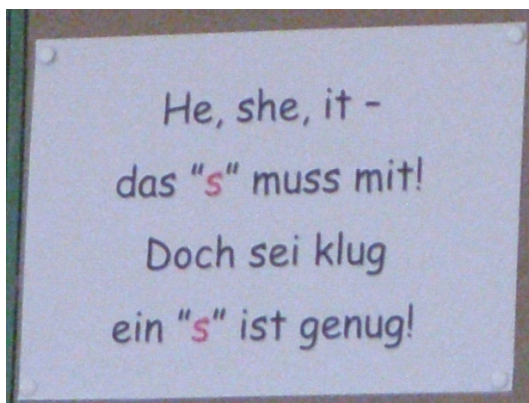 He, she, it -
das "s" muss mit!
Doch sei klug
ein "s" ist genug!